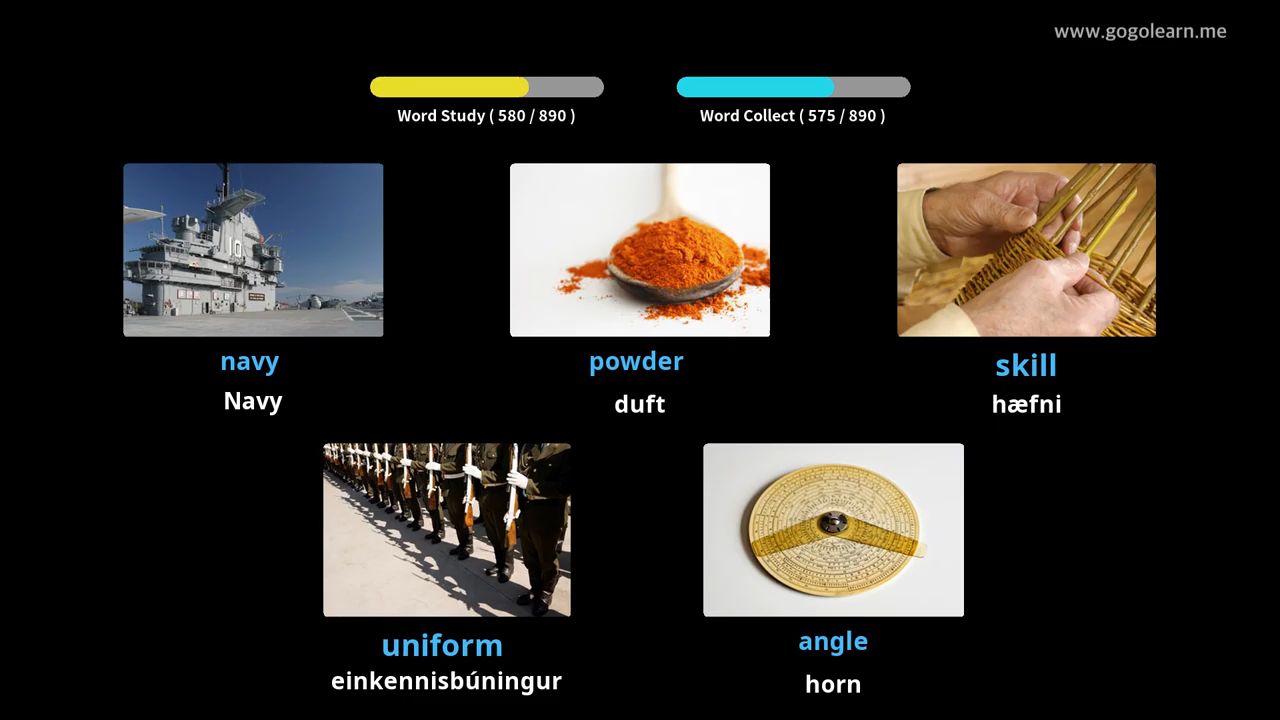 www.gogolearn.me
Word Study ( 580 / 890 )
Word Collect ( 575 / 890 )
navy
Navy
powder
duft
skill
hæfni
uniform
einkennisbúningur
angle
horn